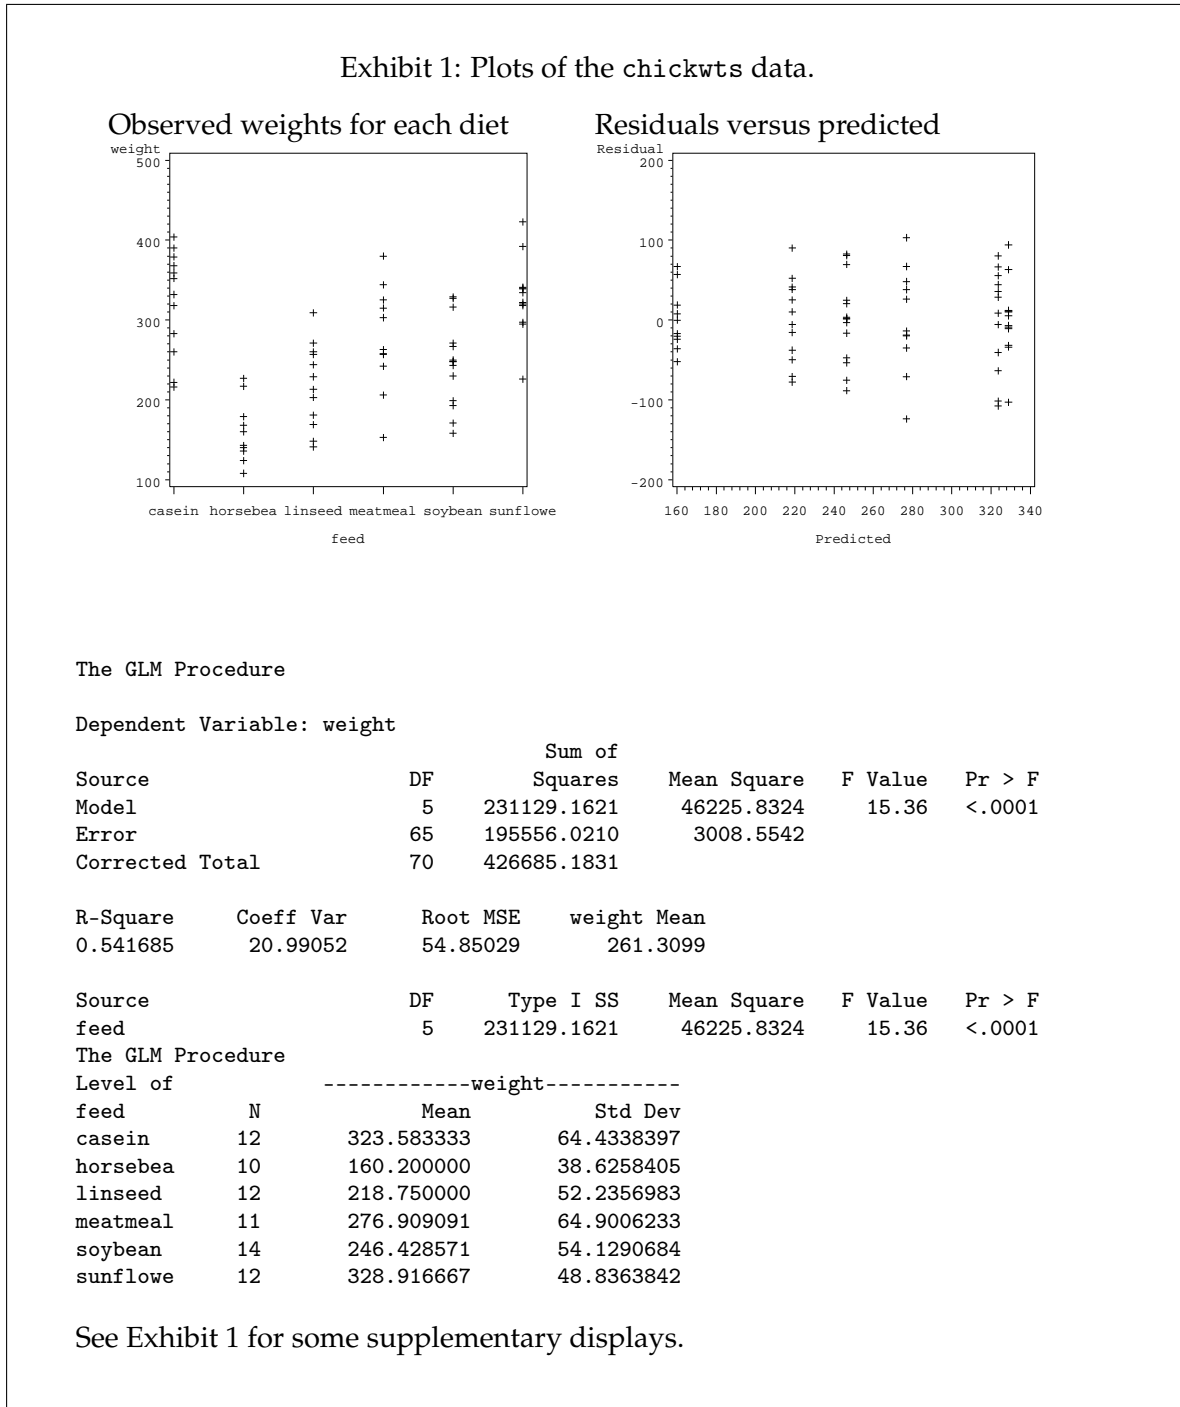 Exhibit 1: Plots of the chickwts data.
Observed weights for each diet
weight
500
400
300
200
100
casein horsebea linseed meatmeal soybean sunflowe
feed
Residuals versus predicted
Residual
200
100
0
-100
-200
160 180 200 220 240 260 280 300 320 340
Predicted
The GLM Procedure
Dependent Variable: weight
Sum of
Source DF Squares Mean Square F Value Pr > F
Model 5 231129.1621 46225.8324 15.36 <.0001
Error 65 195556.0210 3008.5542
Corrected Total 70 426685.1831
R-Square Coeff Var Root MSE weight Mean
0.541685 20.99052 54.85029 261.3099
Source DF Type I SS Mean Square F Value Pr > F
feed 5 231129.1621 46225.8324 15.36 <.0001
The GLM Procedure
Level of ------------weight-----------
feed N Mean Std Dev
casein 12 323.583333 64.4338397
horsebea 10 160.200000 38.6258405
linseed 12 218.750000 52.2356983
meatmeal 11 276.909091 64.9006233
soybean 14 246.428571 54.1290684
sunflowe 12 328.916667 48.8363842
See Exhibit 1 for some supplementary displays.